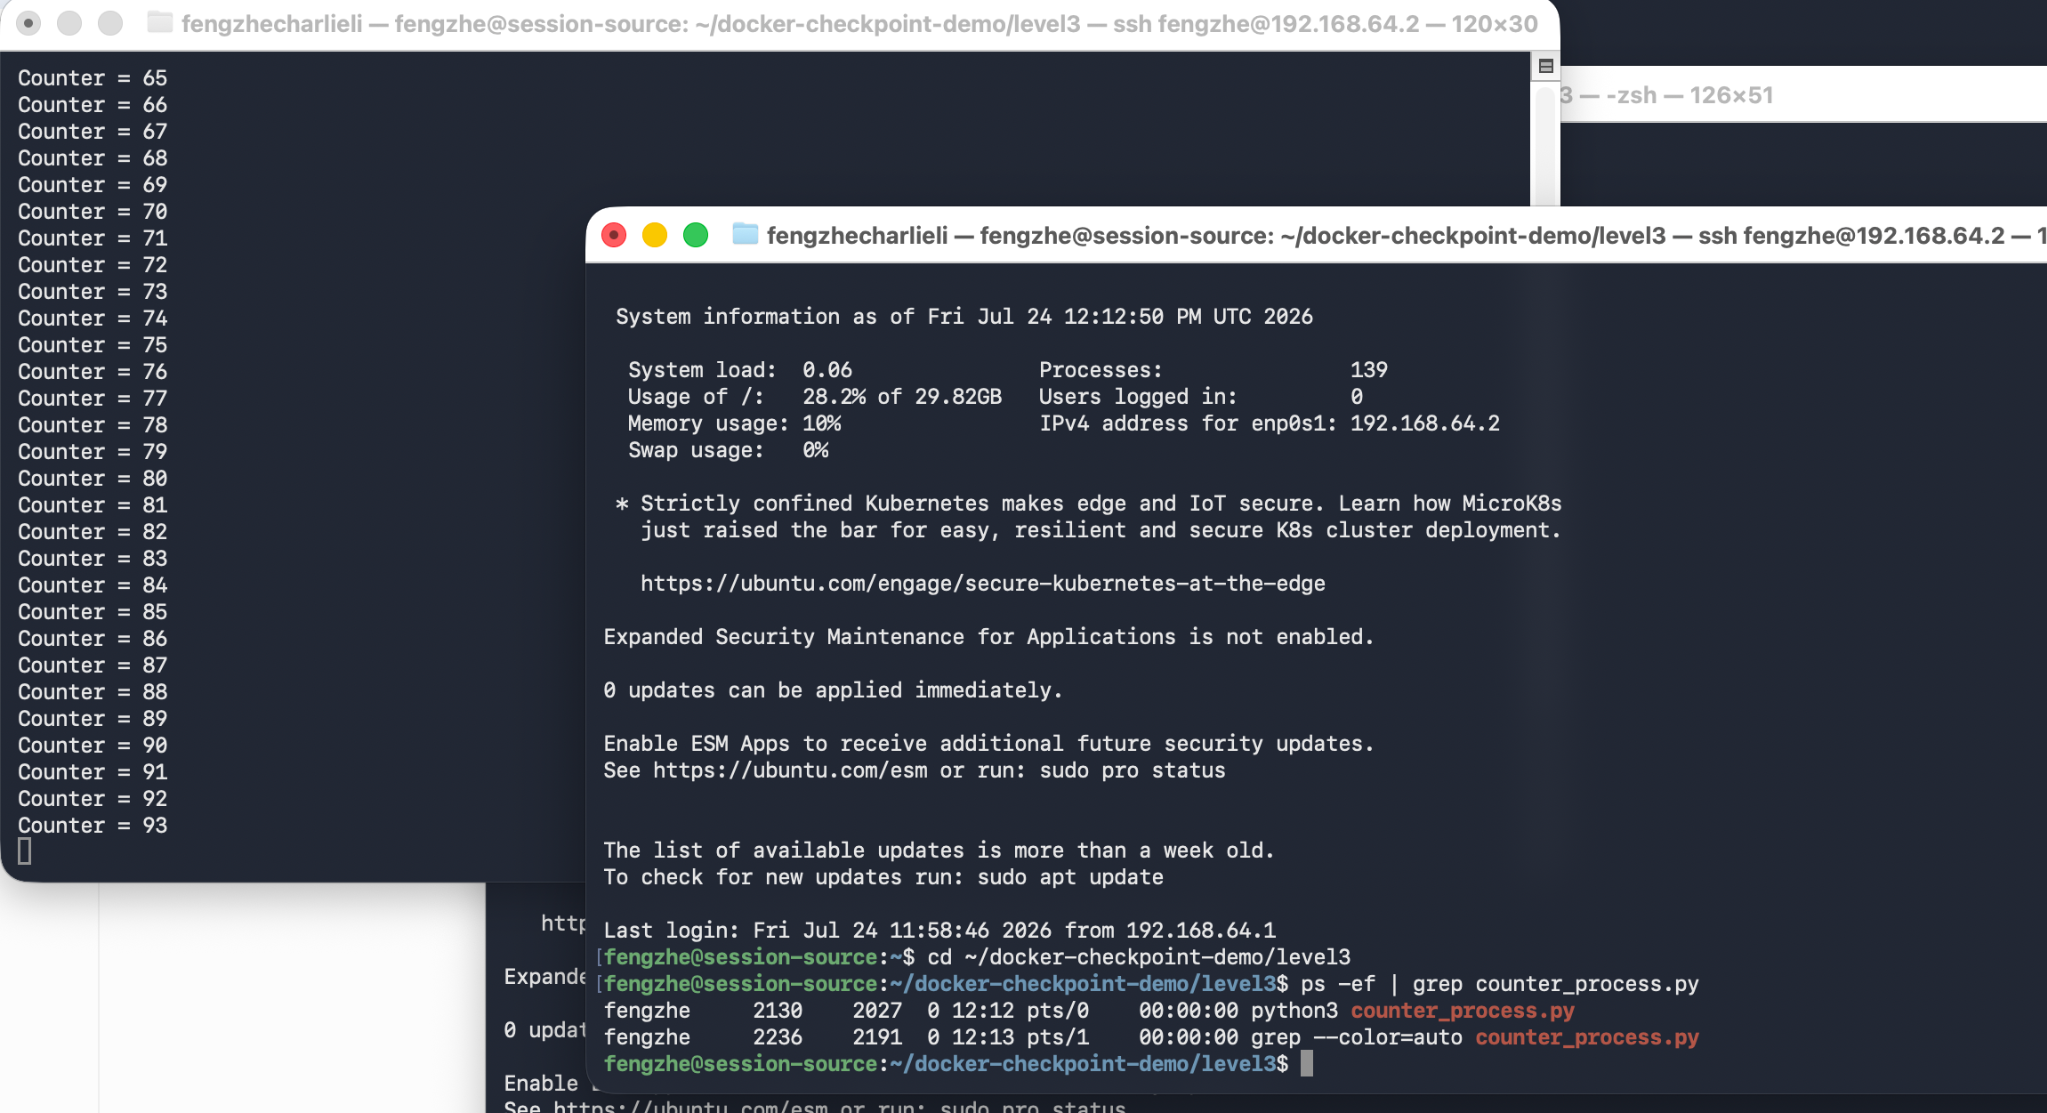 fengzhecharlieli — fengzhe@session-source: ~/docker-checkpoint-demo/level3 — ssh fengzhe@192.168.64.2 — 120×30
Counter = 65
Counter = 66
Counter = 67
Counter = 68
Counter = 69
Counter = 70
Counter = 71
Counter = 72
Counter = 73
Counter = 74
Counter = 75
Counter = 76
Counter = 77
Counter = 78
Counter = 79
Counter = 80
Counter = 81
Counter = 82
Counter = 83
Counter = 84
Counter = 85
Counter = 86
Counter = 87
Counter = 88
Counter = 89
Counter = 90
Counter = 91
Counter = 92
Counter = 93
3 — -zsh — 126×51
fengzhecharlieli — fengzhe@session-source: ~/docker-checkpoint-demo/level3 — ssh fengzhe@192.168.64.2 — 1
System information as of Fri Jul 24 12:12:50 PM UTC 2026
System load: 0.06 Processes: 139
Usage of /: 28.2% of 29.82GB Users logged in: 0
Memory usage: 10% IPv4 address for enp0s1: 192.168.64.2
Swap usage: 0%
* Strictly confined Kubernetes makes edge and IoT secure. Learn how MicroK8s
just raised the bar for easy, resilient and secure K8s cluster deployment.
https://ubuntu.com/engage/secure-kubernetes-at-the-edge
Expanded Security Maintenance for Applications is not enabled.
0 updates can be applied immediately.
Enable ESM Apps to receive additional future security updates.
See https://ubuntu.com/esm or run: sudo pro status
The list of available updates is more than a week old.
To check for new updates run: sudo apt update
Last login: Fri Jul 24 11:58:46 2026 from 192.168.64.1
[fengzhe@session-source:~$ cd ~/docker-checkpoint-demo/level3
[fengzhe@session-source:~/docker-checkpoint-demo/level3$ ps -ef | grep counter_process.py
fengzhe 2130 2027 0 12:12 pts/0 00:00:00 python3 counter_process.py
fengzhe 2236 2191 0 12:13 pts/1 00:00:00 grep --color=auto counter_process.py
fengzhe@session-source:~/docker-checkpoint-demo/level3$
http
Expande
0 updat
Enable
See https://ubuntu.com/esm or run: sudo pro status